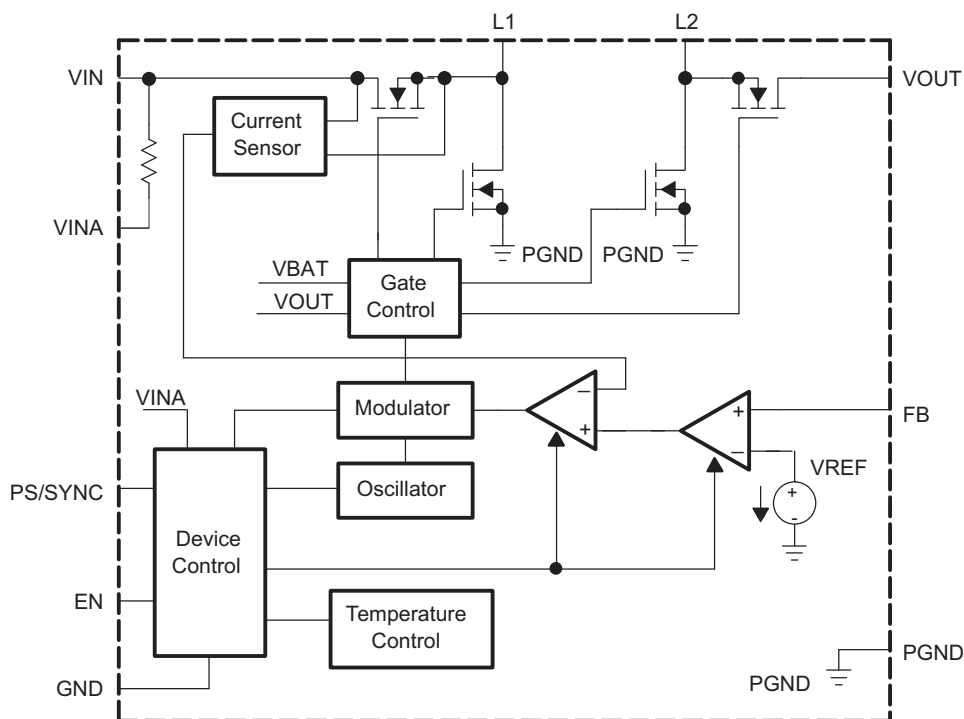 L1
L2
VIN
VOUT
Current
Sensor
VINA
PGND
PGND
VBAT
VOUT
Gate
Control
Modulator
Oscillator
VINA
PS/SYNC
Device
Control
EN
GND
Temperature
Control
−
+
+
−
FB
VREF
+
-
PGND
PGND